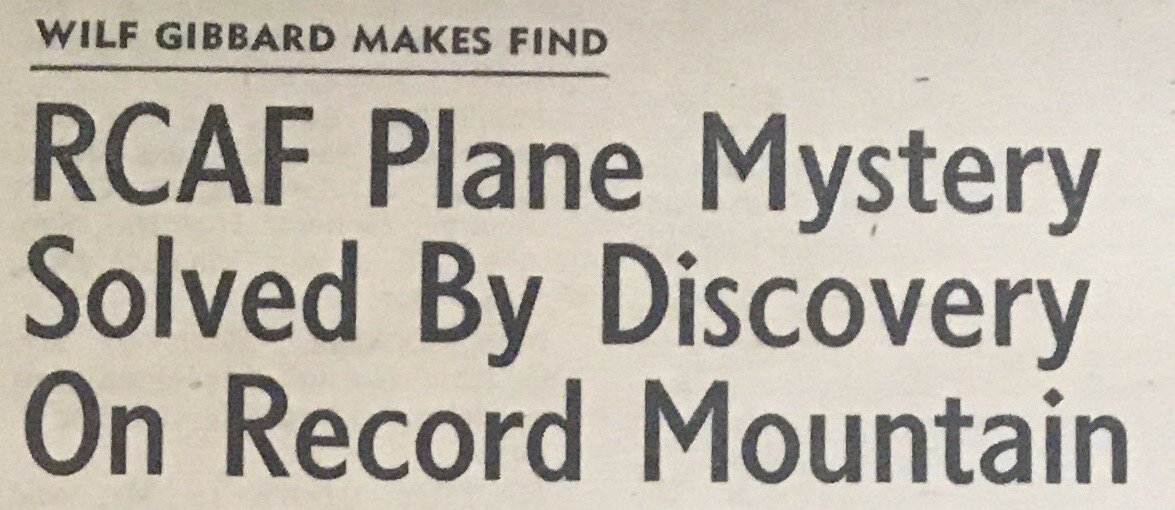 WILF GIBBARD MAKES FIND
RCAF Plane Mystery
Solved By Discovery
On Record Mountain